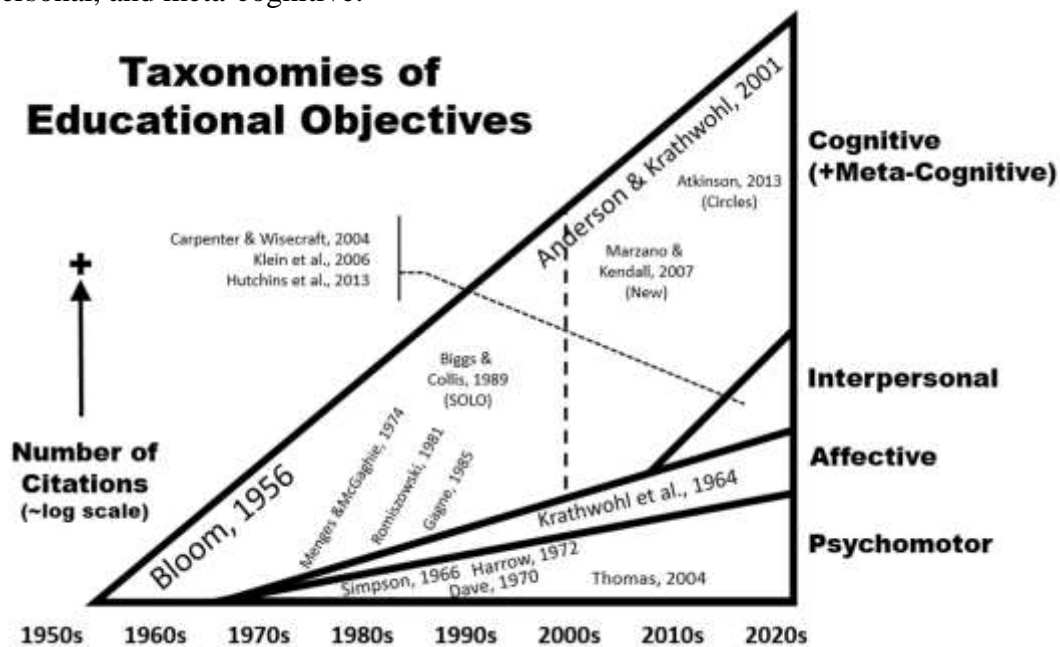 ersonal, and meta-cognitive.
Taxonomies of
Educational Objectives
Anderson & Krathwohl, 2001
Cognitive
(+Meta-Cognitive)
Atkinson, 2013
(Circles)
Carpenter & Wisecraft, 2004
Klein et al., 2006
Hutchins et al., 2013
Marzano &
Kendall, 2007
(New)
+
Biggs &
Collis, 1989
(SOLO)
Interpersonal
Number of
Citations
(~log scale)
Bloom, 1956
Menges &McGaghie, 1974
Romiszowski, 1981
Gagne, 1985
Krathwohl et al., 1964
Affective
Simpson, 1966
Harrow, 1972
Dave, 1970
Thomas, 2004
Psychomotor
1950s 1960s 1970s 1980s 1990s 2000s 2010s 2020s